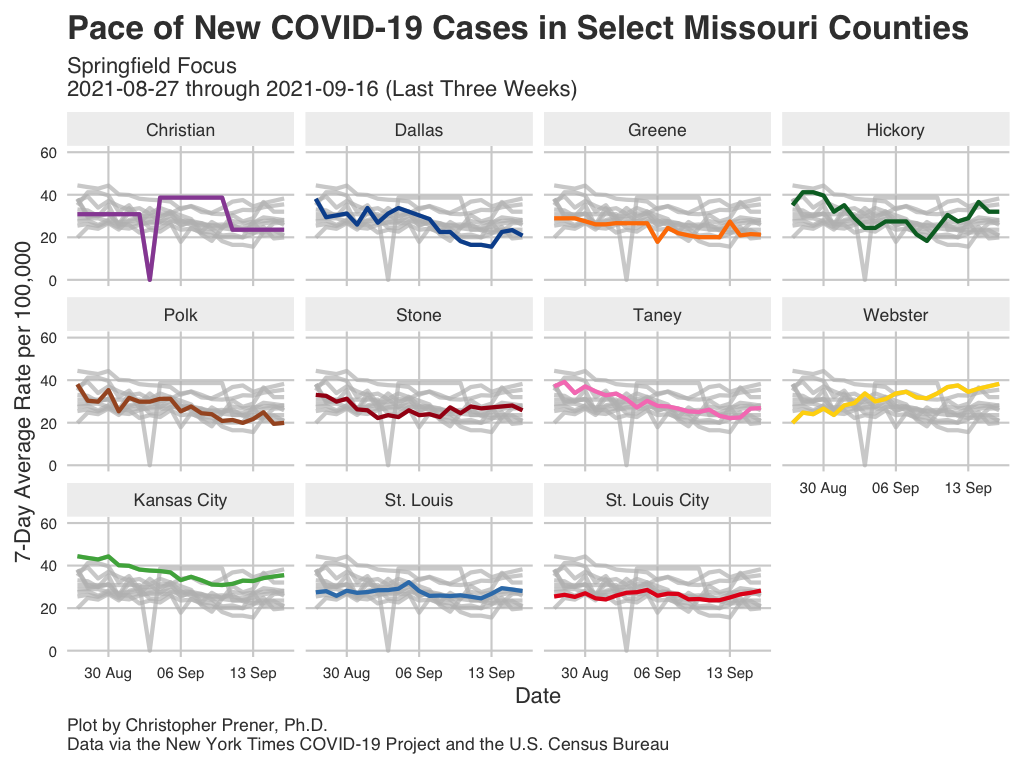 Pace of New COVID-19 Cases in Select Missouri Counties
Springfield Focus
2021-08-27 through 2021-09-16 (Last Three Weeks)
Christian
Dallas
Greene
Hickory
60
40
20
0
Polk
Stone
Taney
Webster
60
40
20
0
30 Aug
06 Sep
13 Sep
Kansas City
St. Louis
St. Louis City
60
40
20
0
30 Aug
06 Sep
13 Sep
30 Aug
06 Sep
13 Sep
30 Aug
06 Sep
13 Sep
7-Day Average Rate per 100,000
Date
Plot by Christopher Prener, Ph.D.
Data via the New York Times COVID-19 Project and the U.S. Census Bureau